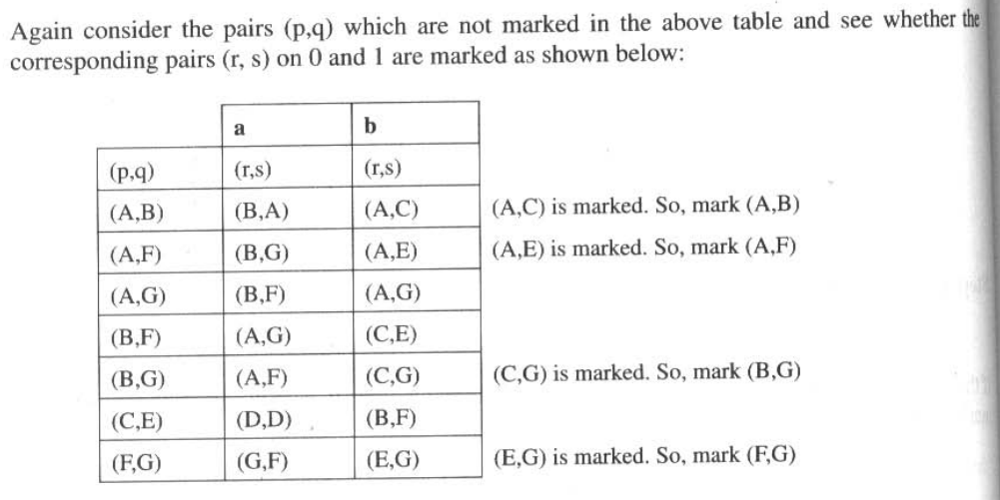 Again consider the pairs (p,q) which are not marked in the above table and see whether the
corresponding pairs (r, s) on 0 and 1 are marked as shown below:
a b
(p,q) (r,s) (r,s)
(A,B) (B,A) (A,C) (A,C) is marked. So, mark (A,B)
(A,F) (B,G) (A,E) (A,E) is marked. So, mark (A,F)
(A,G) (B,F) (A,G)
(B,F) (A,G) (C,E)
(B,G) (A,F) (C,G) (C,G) is marked. So, mark (B,G)
(C,E) (D,D) (B,F)
(F,G) (G,F) (E,G) (E,G) is marked. So, mark (F,G)